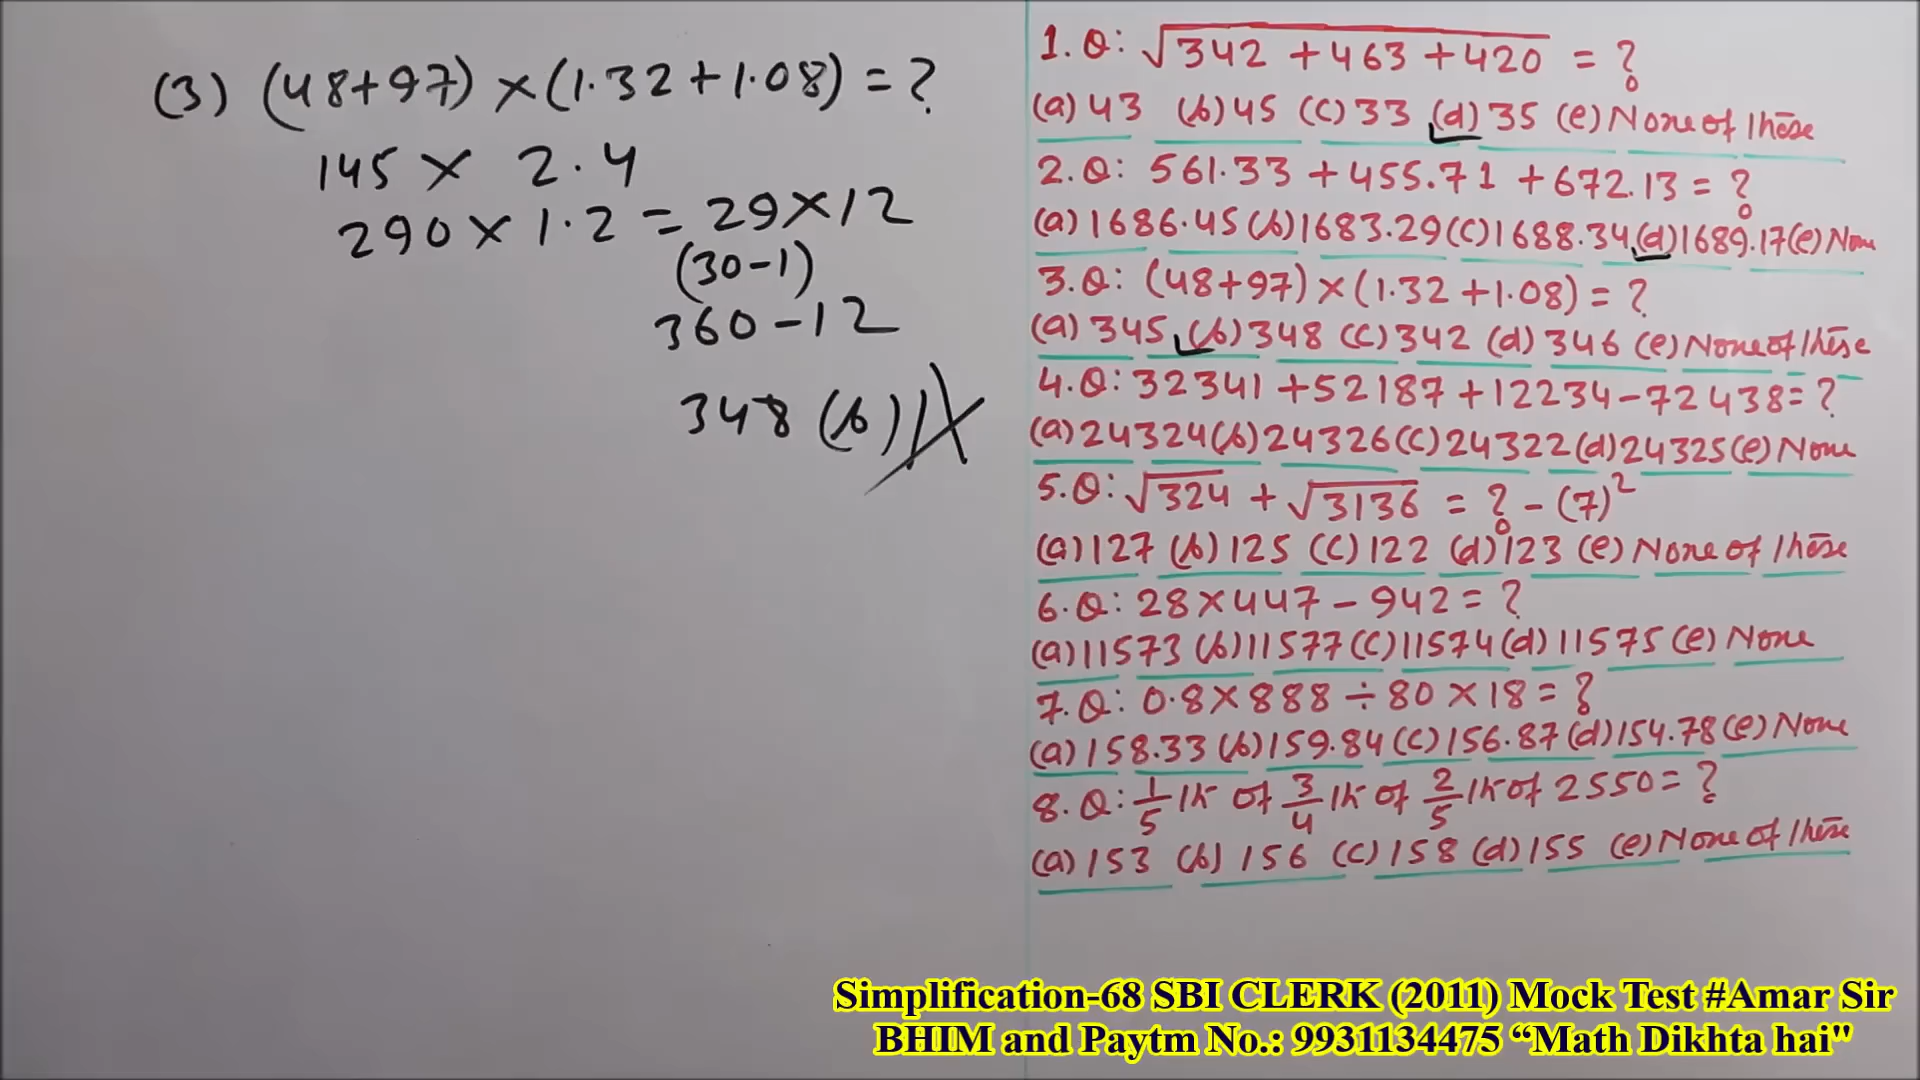 (3) (48+97) × (1.32+1.08) = ?
145 × 2.4
290 × 1.2 = 29×12
(30-1)
360-12
348 (b)
1.Q: √342 +463 +420 = ?
(a) 43 (b) 45 (c) 33 (d) 35 (e) None of these
2.Q: 561.33 +455.71 +672.13 = ?
(a) 1686.45 (b) 1683.29 (c) 1688.34 (d) 1689.17 (e) None
3.Q: (48+97) × (1.32 +1.08) = ?
(a) 345 (b) 348 (c) 342 (d) 346 (e) None of these
4.Q: 32341 +52187 +12234 -72438 = ?
(a) 24324 (b) 24326 (c) 24322 (d) 24325 (e) None
5.Q: √324 + √3136 = ? - (7)²
(a) 127 (b) 125 (c) 122 (d) 123 (e) None of these
6.Q: 28×447 - 942 = ?
(a) 11573 (b) 11577 (c) 11574 (d) 11575 (e) None
7.Q: 0.8×888 ÷ 80 ×18 = ?
(a) 158.33 (b) 159.84 (c) 156.87 (d) 154.78 (e) None
8.Q: 1/5 th of 3/4 th of 2/5 th of 2550 = ?
(a) 153 (b) 156 (c) 158 (d) 155 (e) None of these
Simplification-68 SBI CLERK (2011) Mock Test #Amar Sir
BHIM and Paytm No.: 9931134475 “Math Dikhta hai"